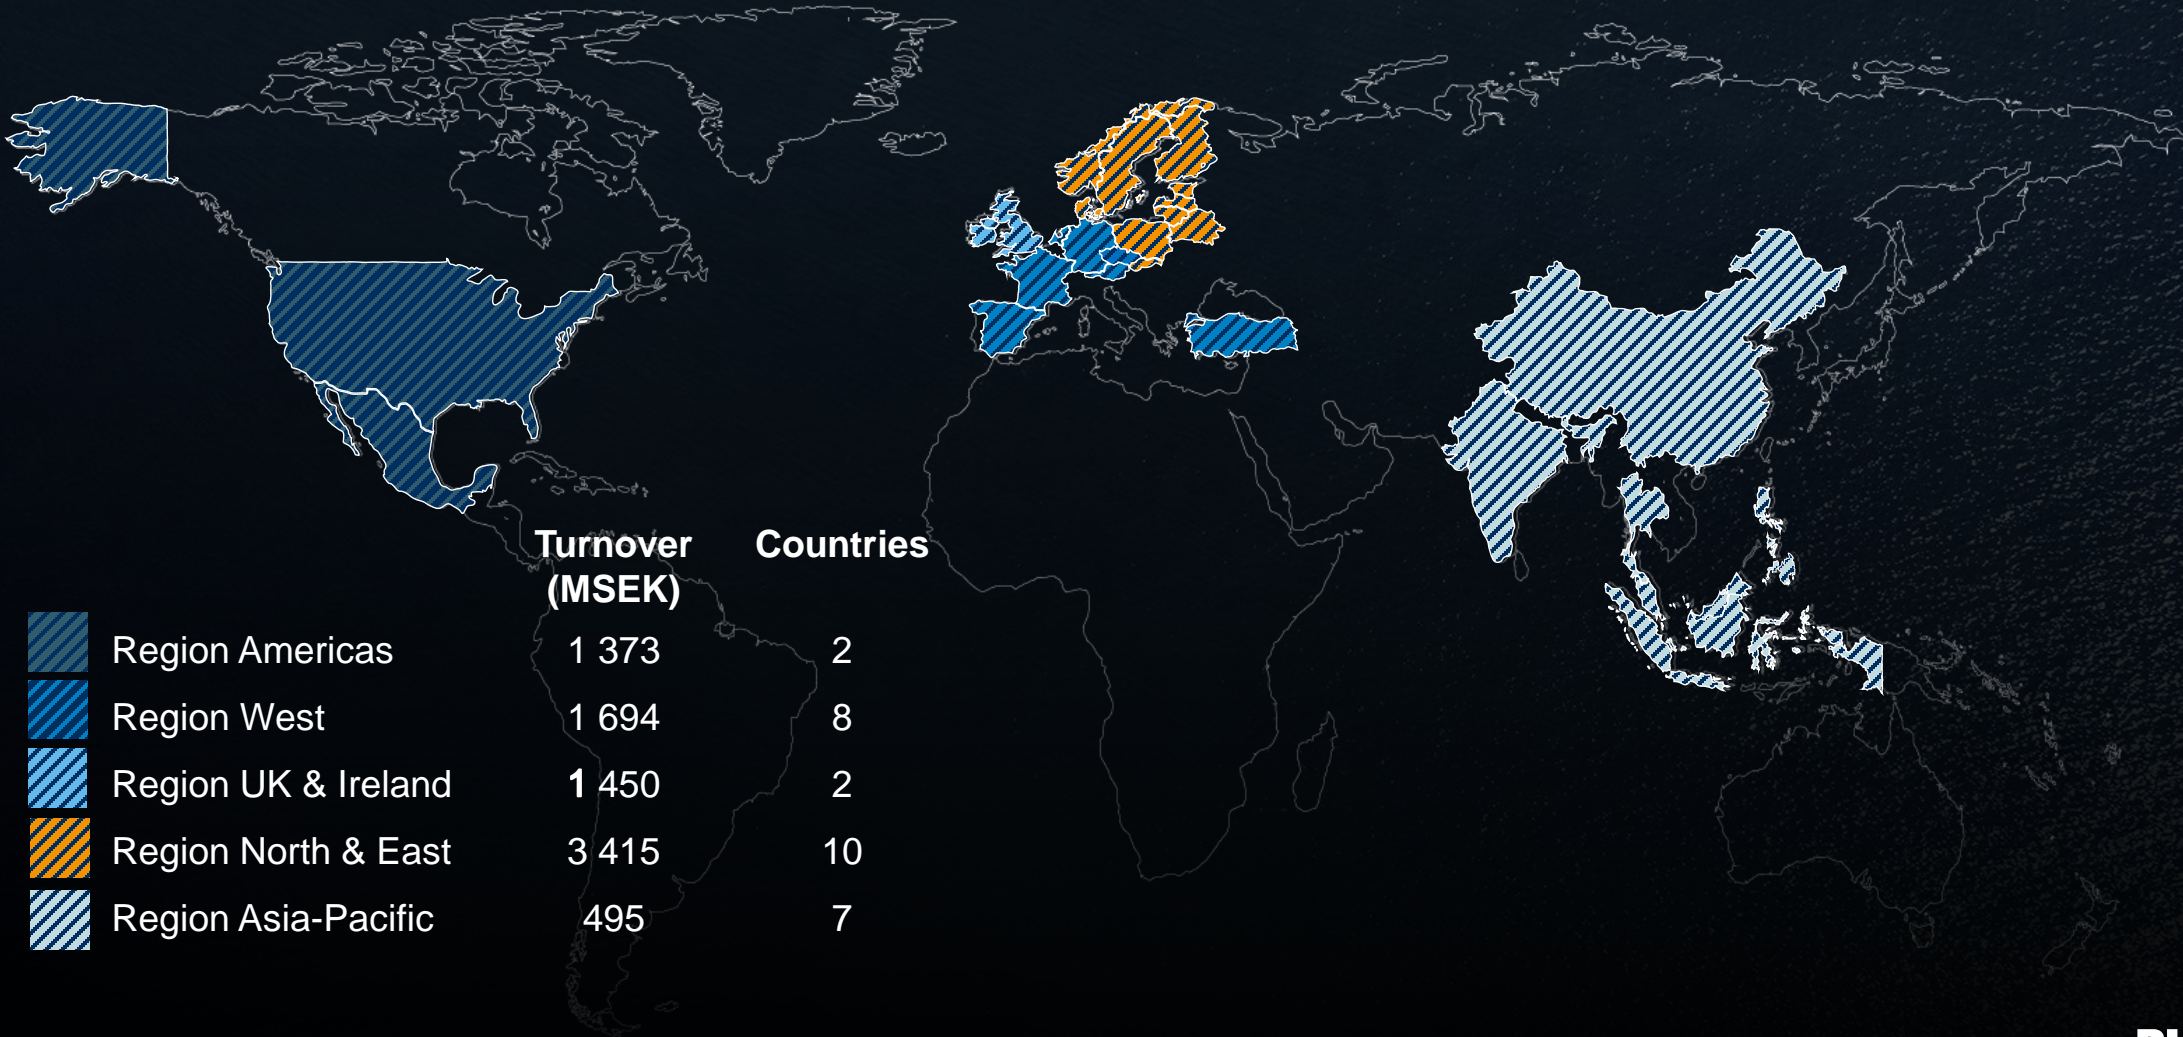 Turnover Countries
(MSEK)
Region Americas 1 373 2
Region West 1 694 8
Region UK & Ireland 1 450 2
Region North & East 3 415 10
Region Asia-Pacific 495 7